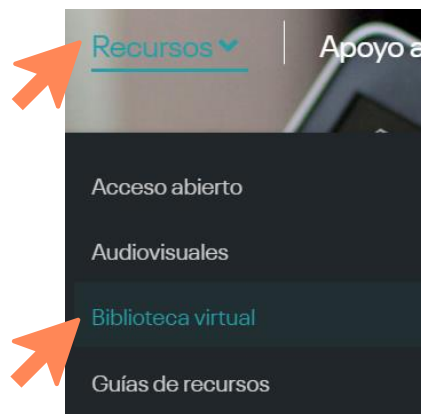 Recursos Apoyo a
Acceso abierto
Audiovisuales
Biblioteca virtual
Guías de recursos